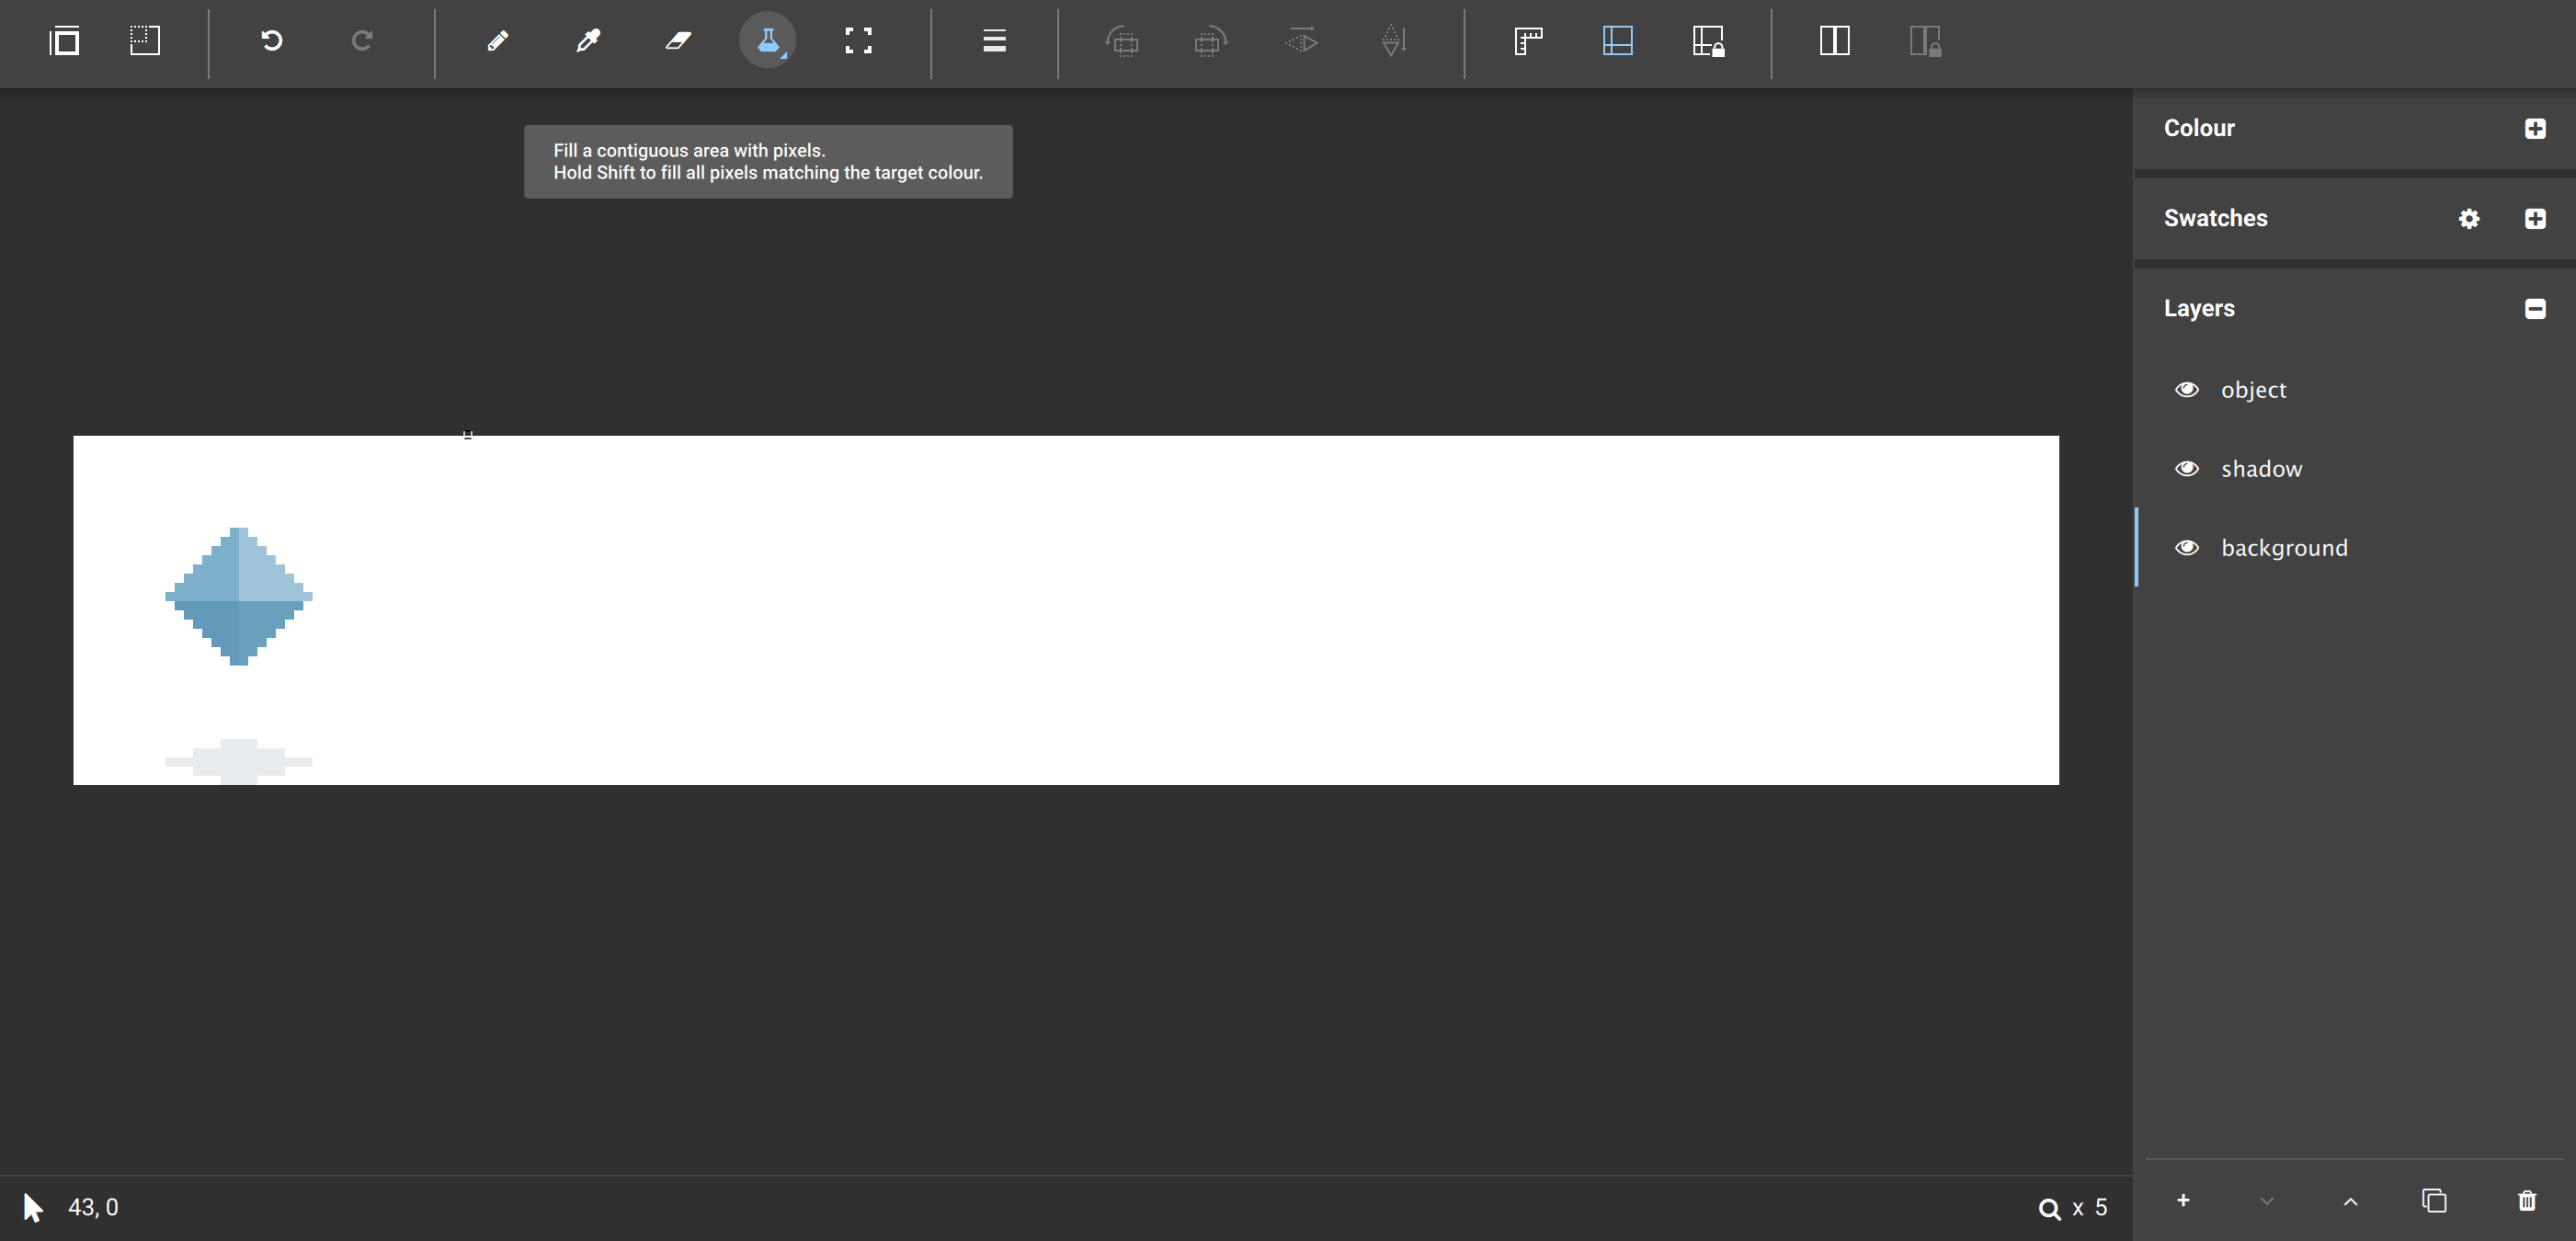 Fill a contiguous area with pixels.
Hold Shift to fill all pixels matching the target colour.
Colour
Swatches
Layers
object
shadow
background
43, 0
x 5